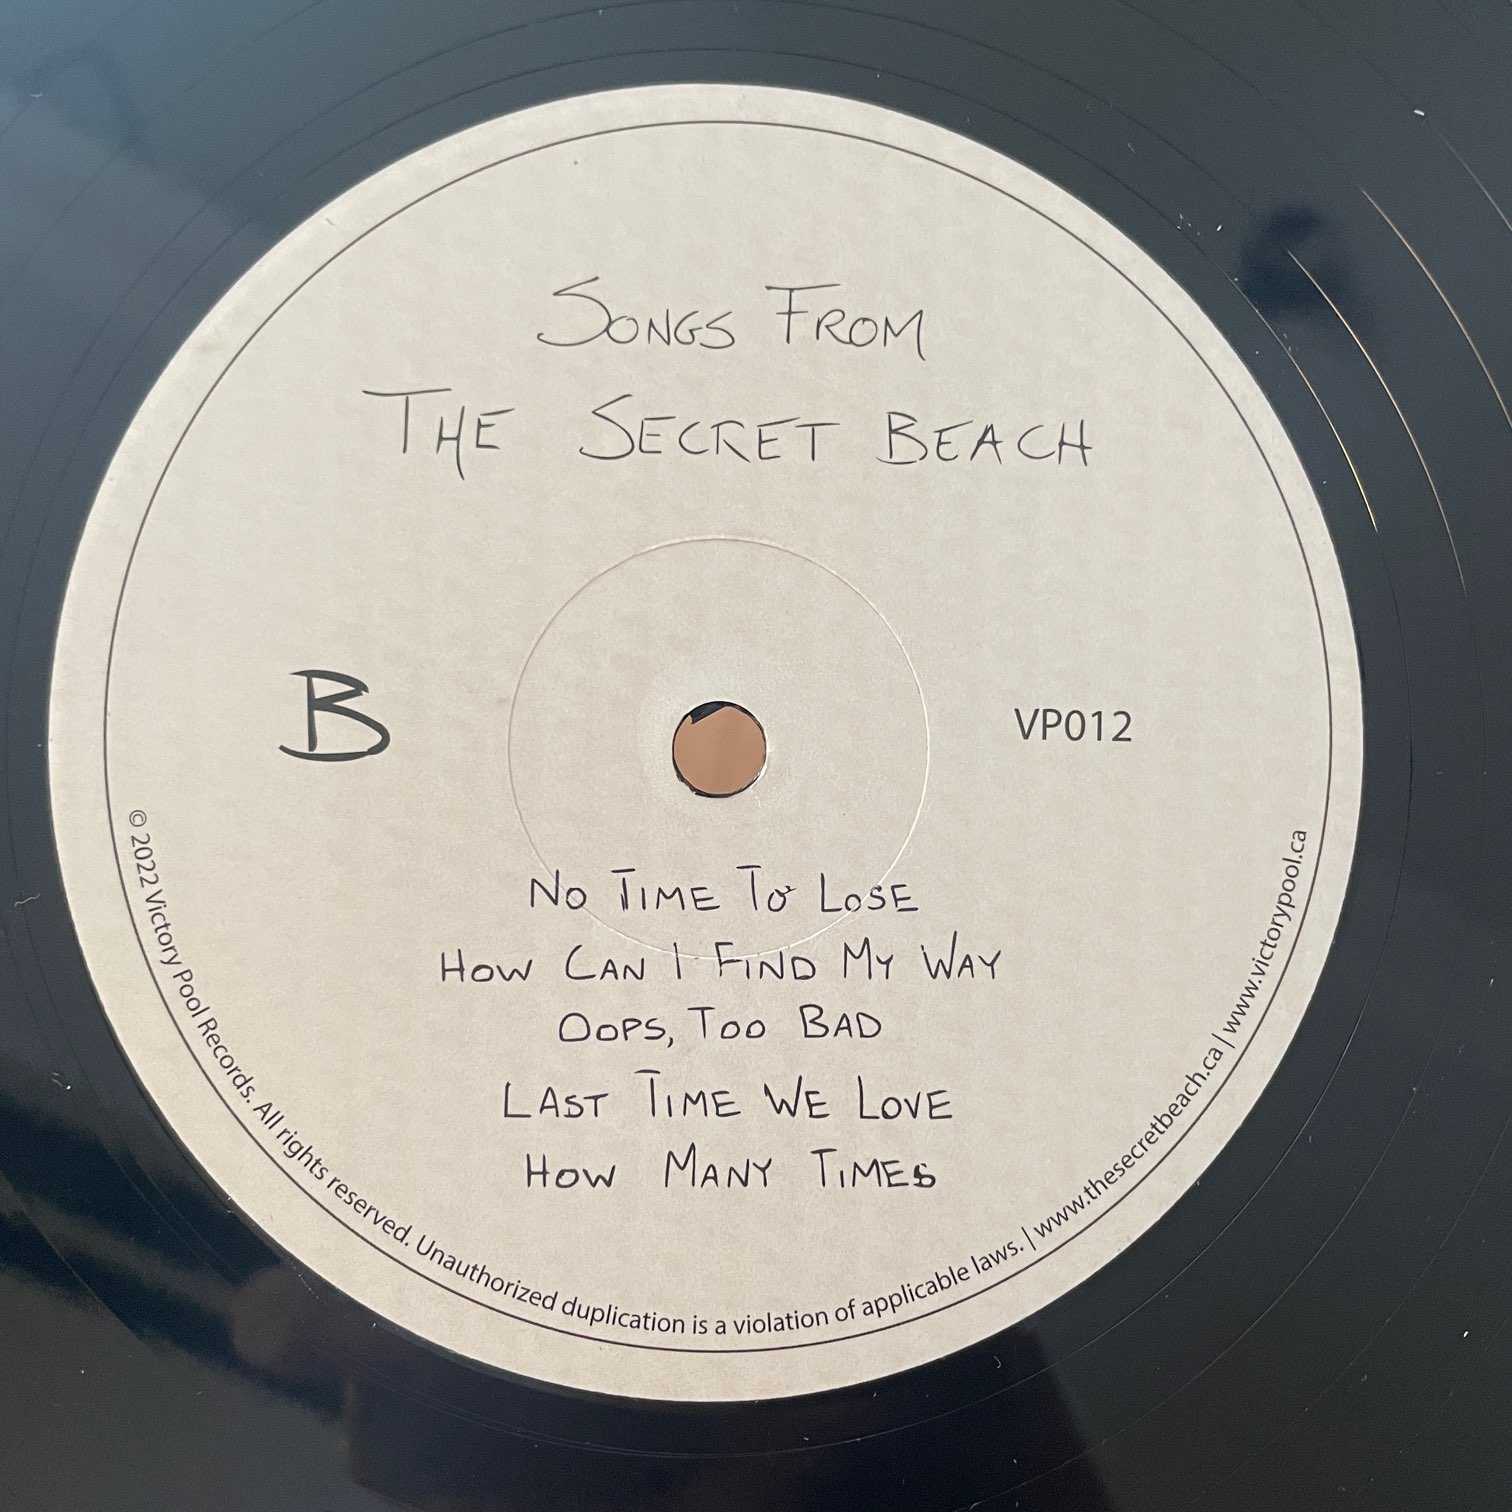 SONGS FROM
THE SECRET BEACH
B
VP012
NO TIME TO LOSE
HOW CAN I FIND MY WAY
OOPS, TOO BAD
LAST TIME WE LOVE
HOW MANY TIMES
© 2022 Victory Pool Records. All rights reserved. Unauthorized duplication is a violation of applicable laws. | www.thesecretbeach.ca | www.victorypool.ca